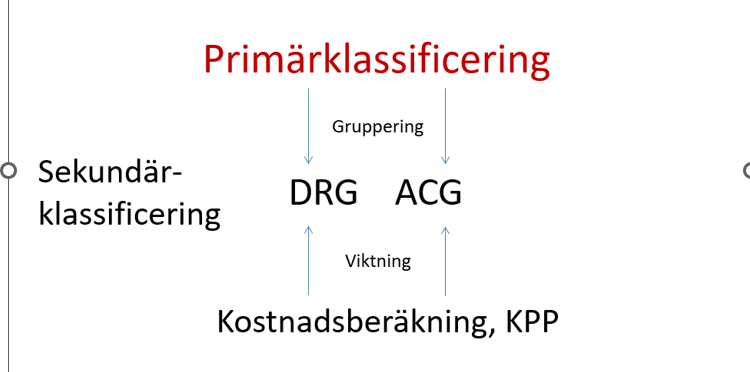 Primärklassificering
Gruppering
Sekundär-
klassificering
DRG ACG
Viktning
Kostnadsberäkning, KPP